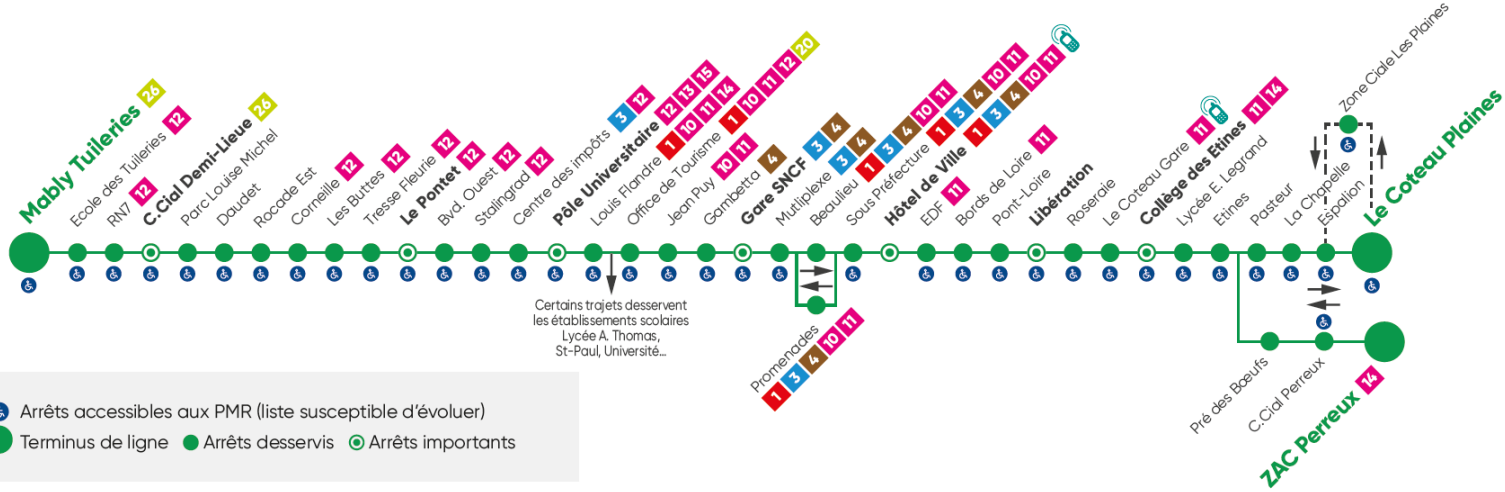 Mably Tuileries 26
Ecole des Tuileries 12
RN7 12
C.Cial Demi-Lieue 26
Parc Louise Michel
Daudet
Rocade Est
Corneille 12
Les Buttes 12
Tresse Fleurie 12
Le Pontet 12
Bvd. Ouest 12
Stalingrad 12
Centre des impôts 3 12
Pôle Universitaire 12 13 15
Louis Flandre 1 10 11 14
Office de Tourisme 1 10 11 12 20
Jean Puy 10 11
Gambetta 4
Gare SNCF 3 4
Mutliplexe 3 4
Beaulieu 1 3 4 10 11
Sous Préfecture 1 3 4 10 11
Hôtel de Ville 1 3 4 10 11
EDF 11
Bords de Loire 11
Pont-Loire
Libération
Roseraie
Le Coteau Gare 11
Collège des Etines 11 14
Lycée E. Legrand
Etines
Pasteur
La Chapelle
Espalion
Zone Ciale Les Plaines
Le Coteau Plaines
Certains trajets desservent
les établissements scolaires
Lycée A. Thomas,
St-Paul, Université...
Promenades
1 3 4 10 11
Pré des Bœufs
C.Cial Perreux
ZAC Perreux 14
Arrêts accessibles aux PMR (liste susceptible d'évoluer)
Terminus de ligne Arrêts desservis Arrêts importants